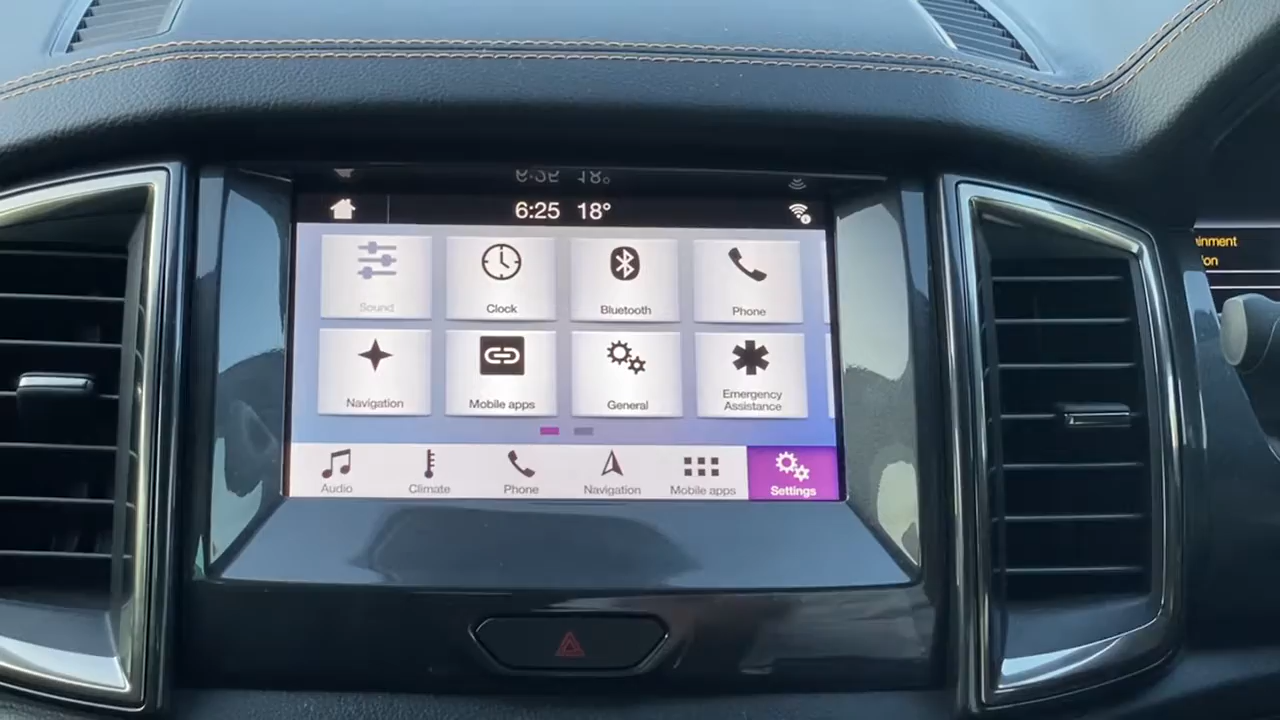 6:25 18°
Sound Clock Bluetooth Phone
Navigation Mobile apps General Emergency
Assistance
Audio Climate Phone Navigation Mobile apps Settings